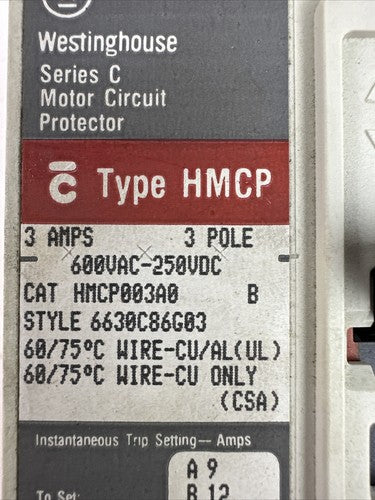 Westinghouse
Series C
Motor Circuit
Protector
C Type HMCP
3 AMPS 3 POLE
600VAC-250VDC
CAT HMCP003A0 B
STYLE 6630C86G03
60/75°C WIRE-CU/AL(UL)
60/75°C WIRE-CU ONLY
(CSA)
Instantaneous Trip Setting — Amps
A 9
To Set: B 12